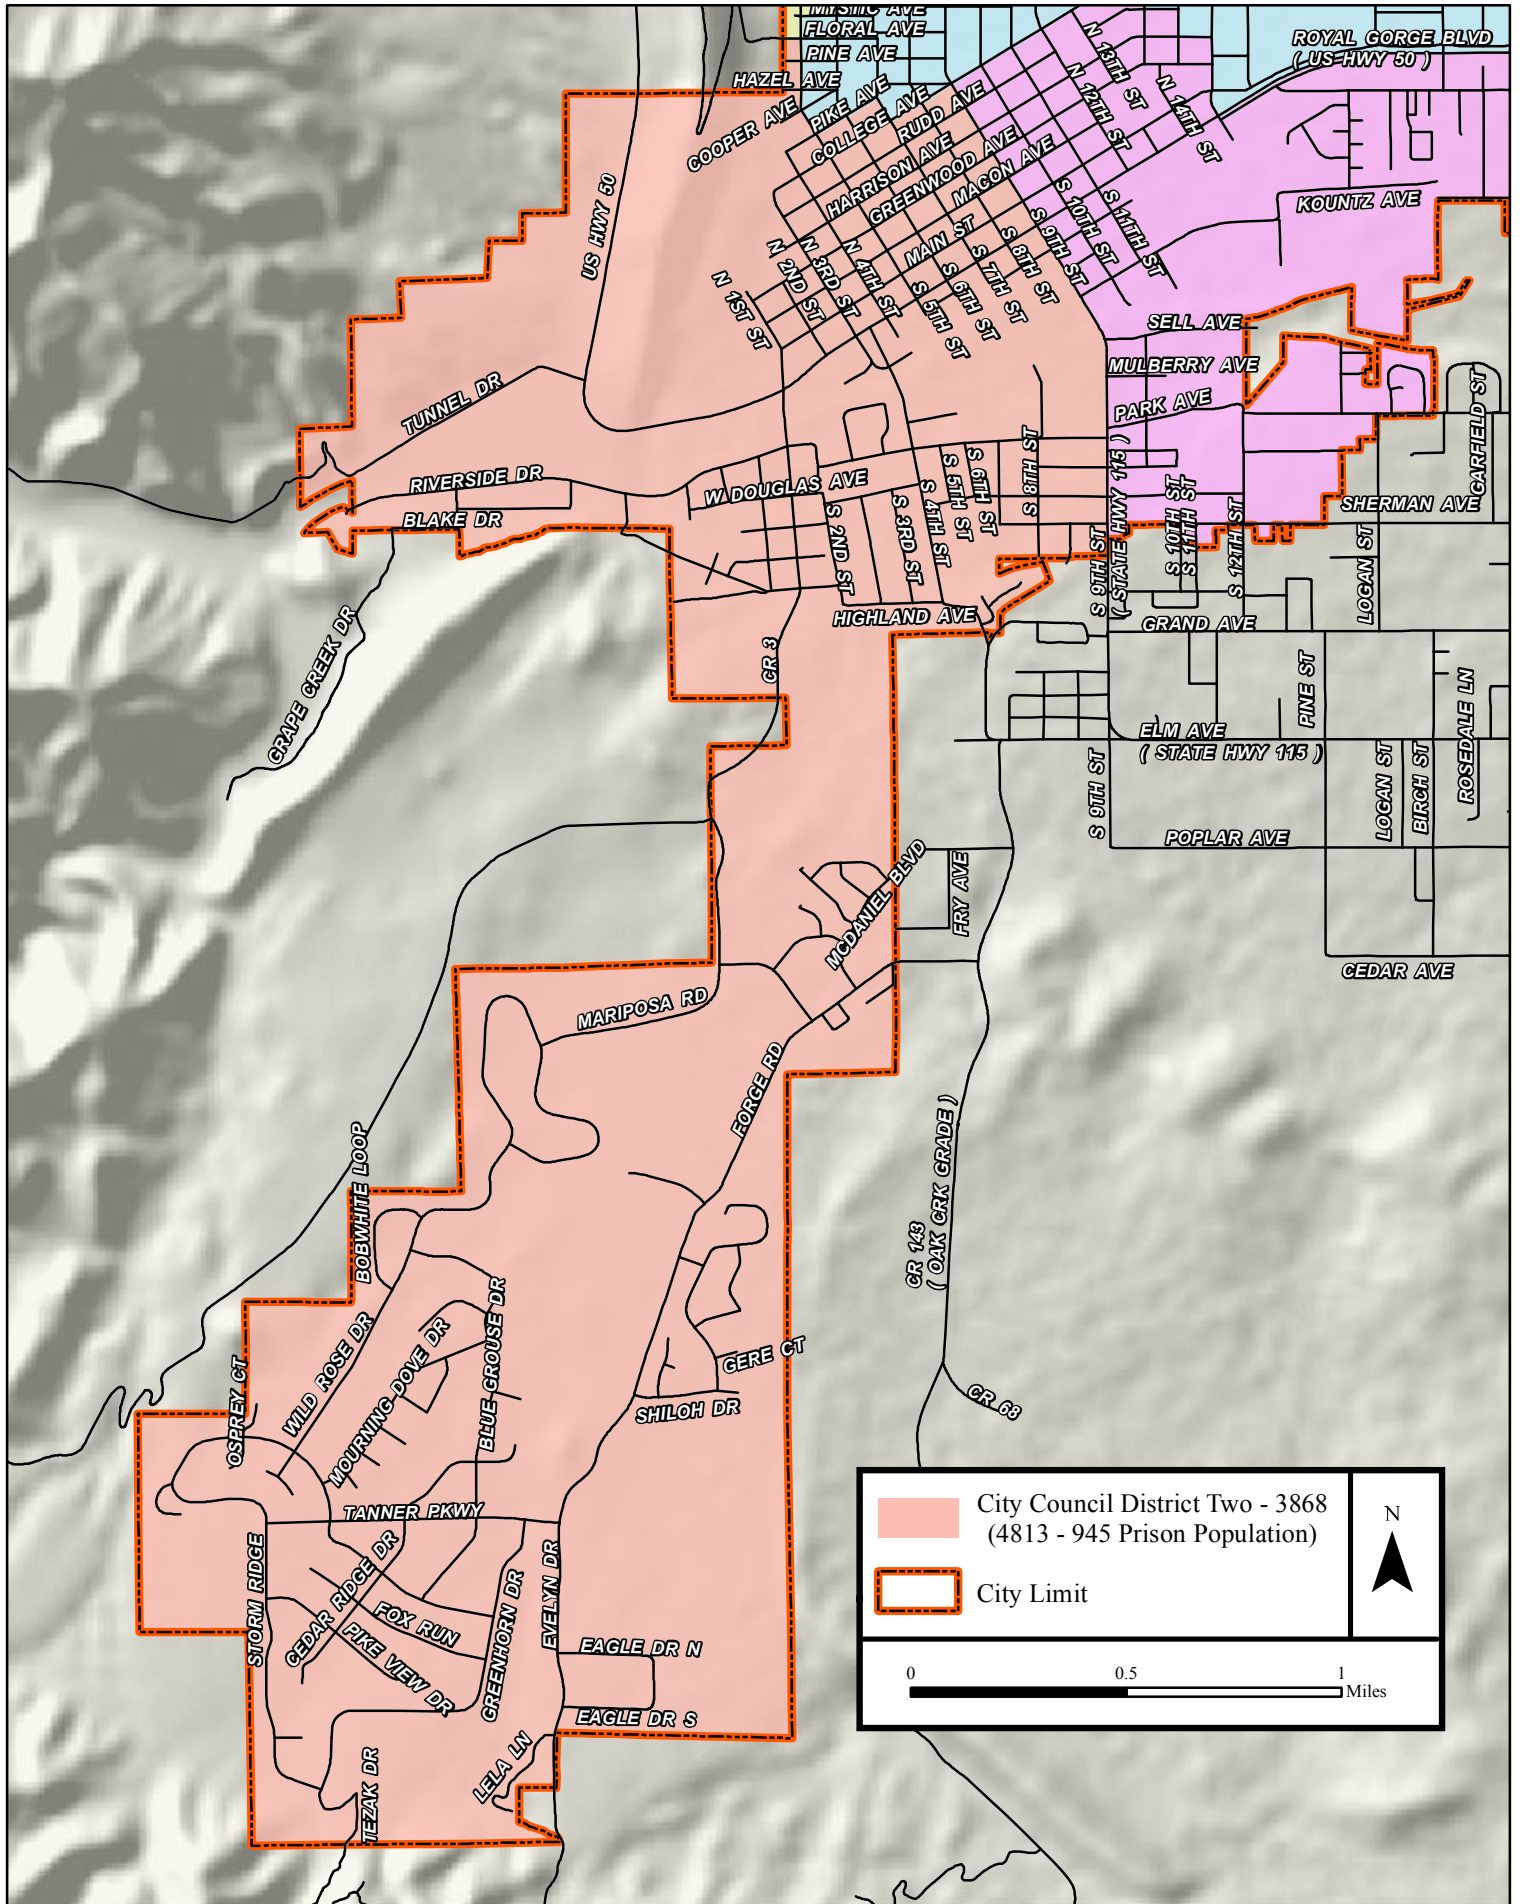 MYSTIC AVE
FLORAL AVE
PINE AVE
HAZEL AVE
COOPER AVE
PIKE AVE
COLLEGE AVE
RUDD AVE
HARRISON AVE
GREENWOOD AVE
MACON AVE
MAIN ST
N 13TH ST
N 12TH ST
N 14TH ST
ROYAL GORGE BLVD
( US HWY 50 )
KOUNTZ AVE
US HWY 50
N 1ST ST
N 2ND ST
N 3RD ST
N 4TH ST
S 5TH ST
S 6TH ST
S 7TH ST
S 8TH ST
S 9TH ST
S 10TH ST
S 11TH ST
SELL AVE
MULBERRY AVE
PARK AVE
TUNNEL DR
RIVERSIDE DR
BLAKE DR
W DOUGLAS AVE
S 2ND ST
S 3RD ST
S 4TH ST
S 5TH ST
S 6TH ST
S 8TH ST
S 9TH ST
( STATE HWY 115 )
S 10TH ST
S 11TH ST
S 12TH ST
SHERMAN AVE
GARFIELD ST
LOGAN ST
HIGHLAND AVE
GRAND AVE
GRAPE CREEK DR
CR 3
PINE ST
ELM AVE
( STATE HWY 115 )
ROSEDALE LN
S 9TH ST
LOGAN ST
BIRCH ST
POPLAR AVE
MCDANIEL BLVD
FRY AVE
CEDAR AVE
MARIPOSA RD
FORGE RD
CR 143
( OAK CRK GRADE )
BOBWHITE LOOP
WILD ROSE DR
MOURNING DOVE DR
BLUE GROUSE DR
OSPREY CT
GERE CT
SHILOH DR
CR 68
TANNER PKWY
STORM RIDGE
CEDAR RIDGE DR
FOX RUN
PIKE VIEW DR
GREENHORN DR
EVELYN DR
EAGLE DR N
EAGLE DR S
LELA LN
TEZAK DR
City Council District Two - 3868
(4813 - 945 Prison Population)
City Limit
N
0 0.5 1
Miles